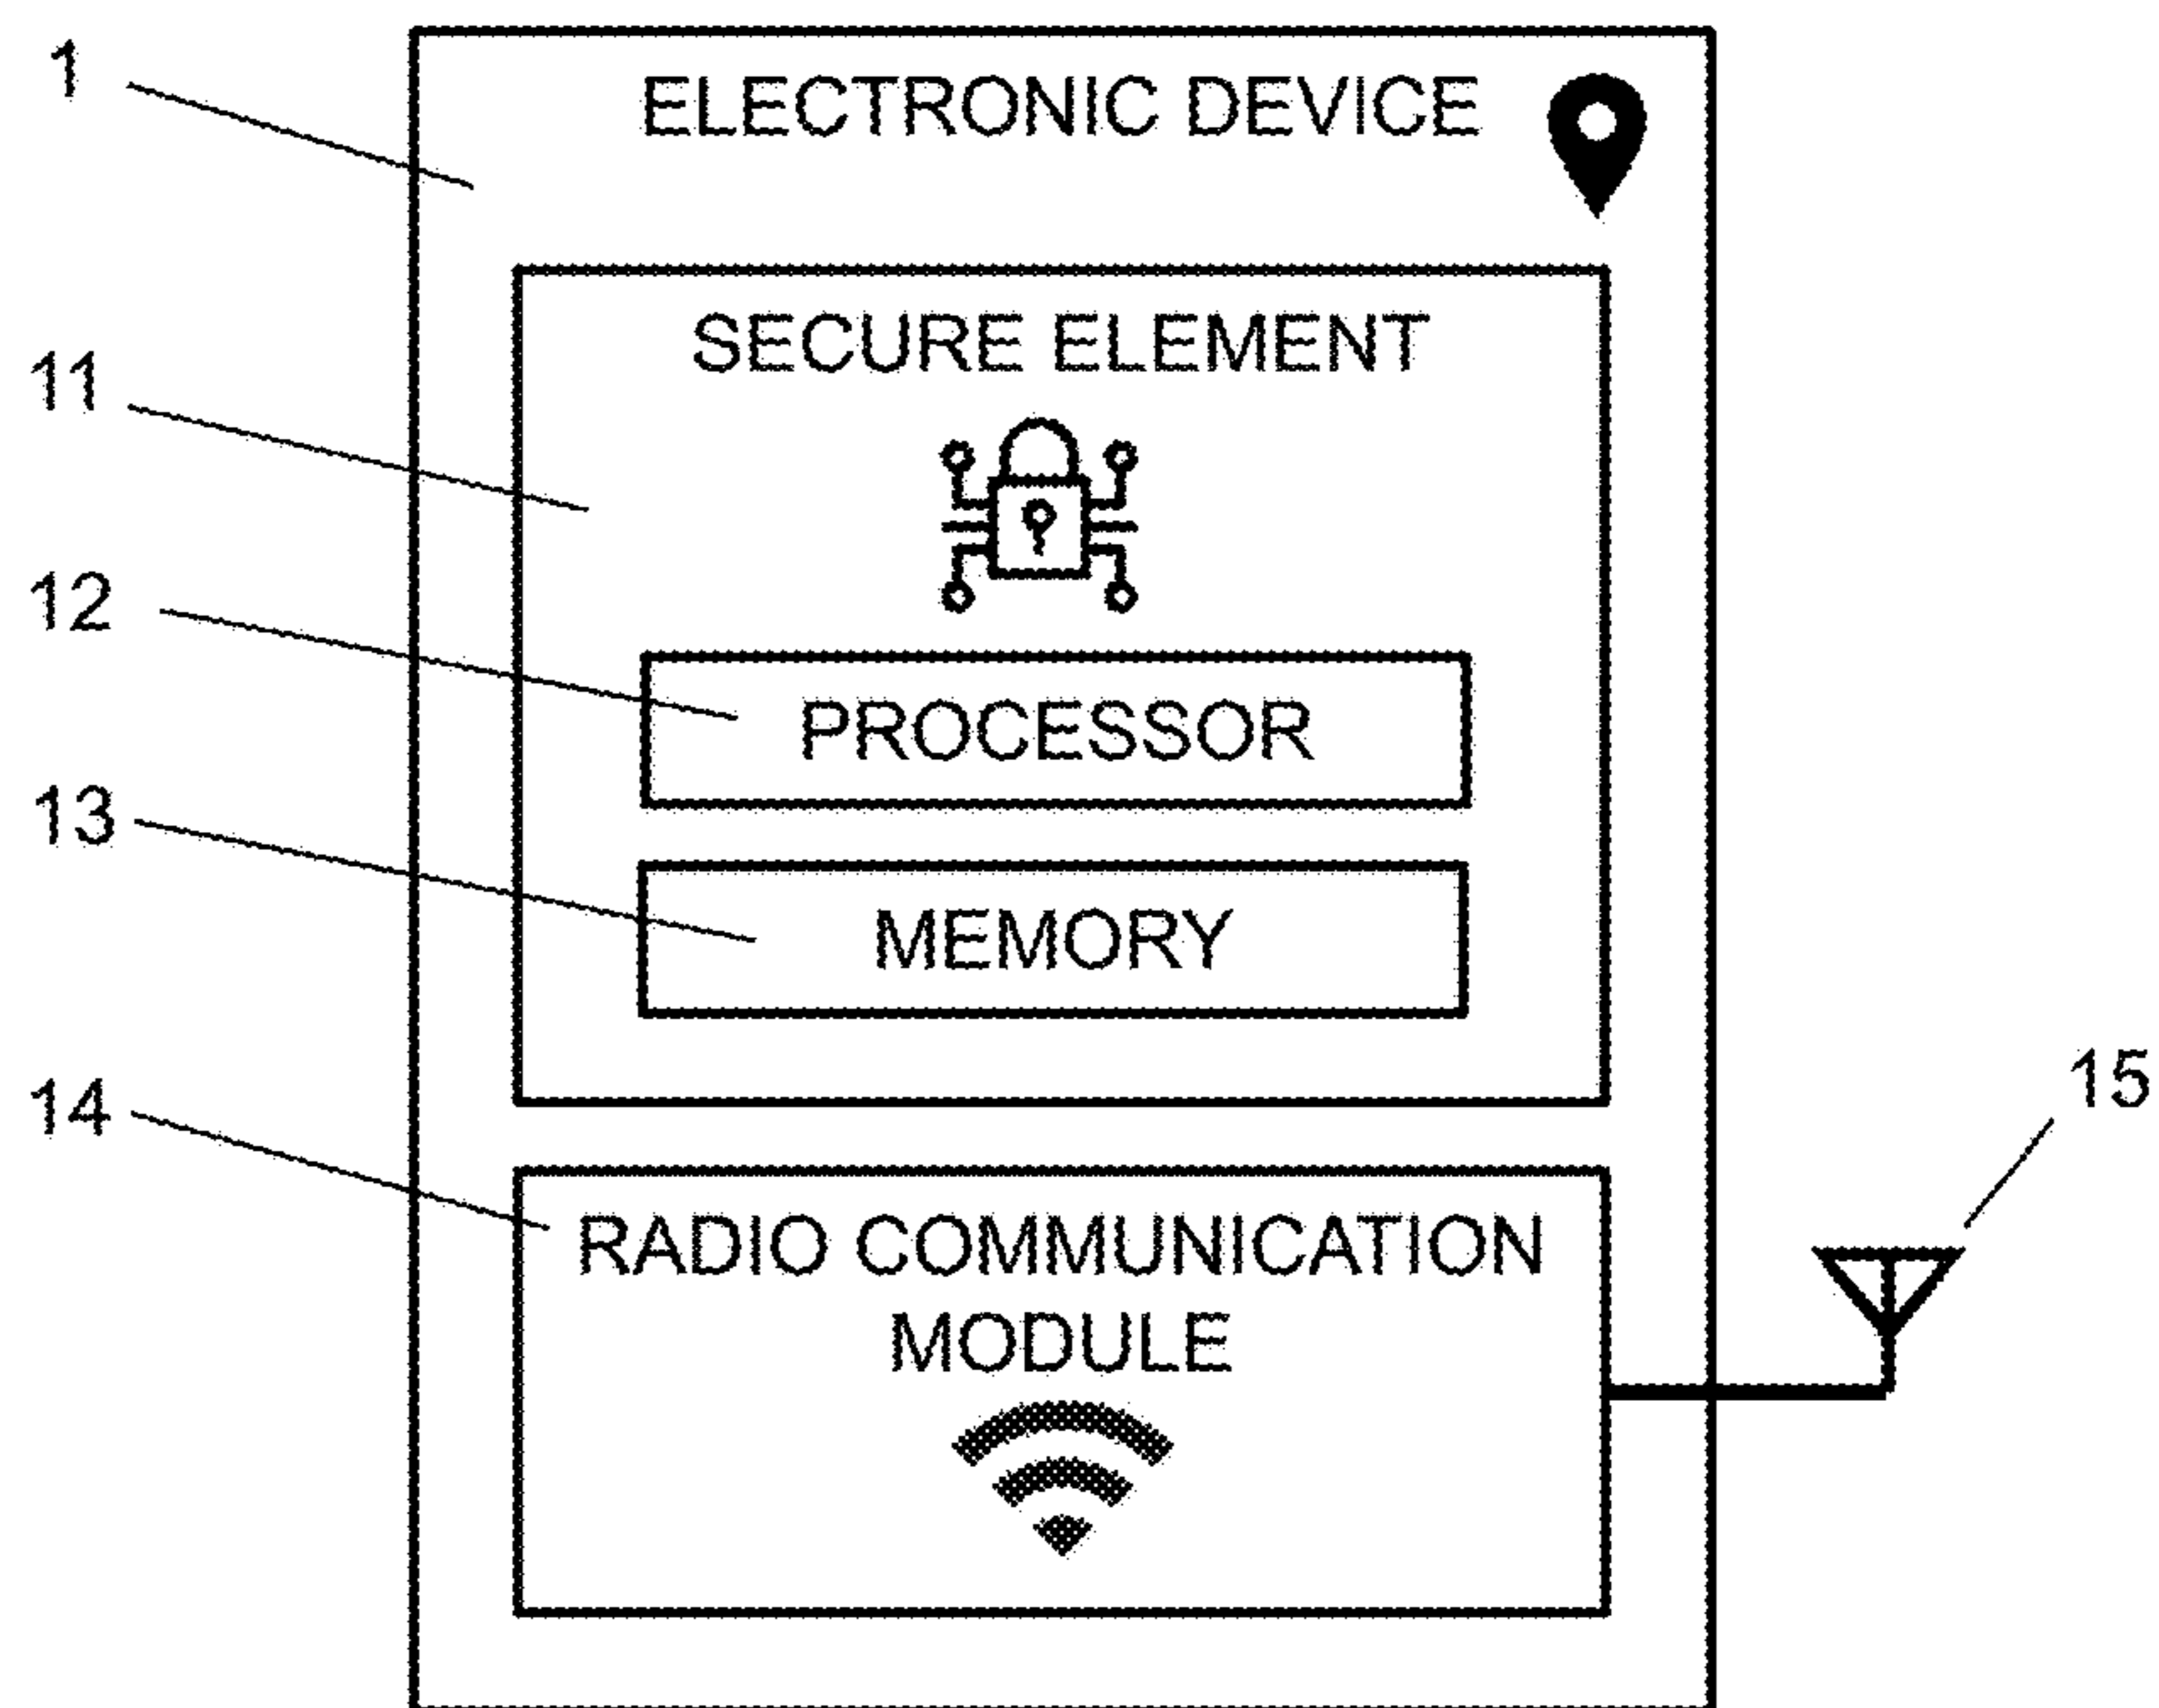 1
ELECTRONIC DEVICE
11
SECURE ELEMENT
12
PROCESSOR
13
MEMORY
14
15
RADIO COMMUNICATION
MODULE